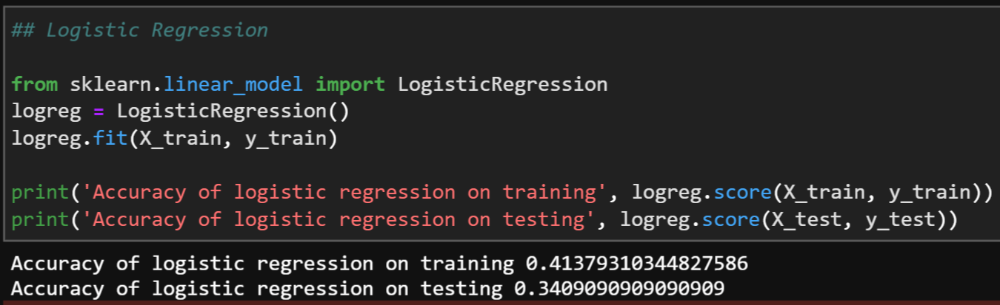 ## Logistic Regression
from sklearn.linear_model import LogisticRegression
logreg = LogisticRegression()
logreg.fit(X_train, y_train)
print('Accuracy of logistic regression on training', logreg.score(X_train, y_train))
print('Accuracy of logistic regression on testing', logreg.score(X_test, y_test))
Accuracy of logistic regression on training 0.41379310344827586
Accuracy of logistic regression on testing 0.3409090909090909